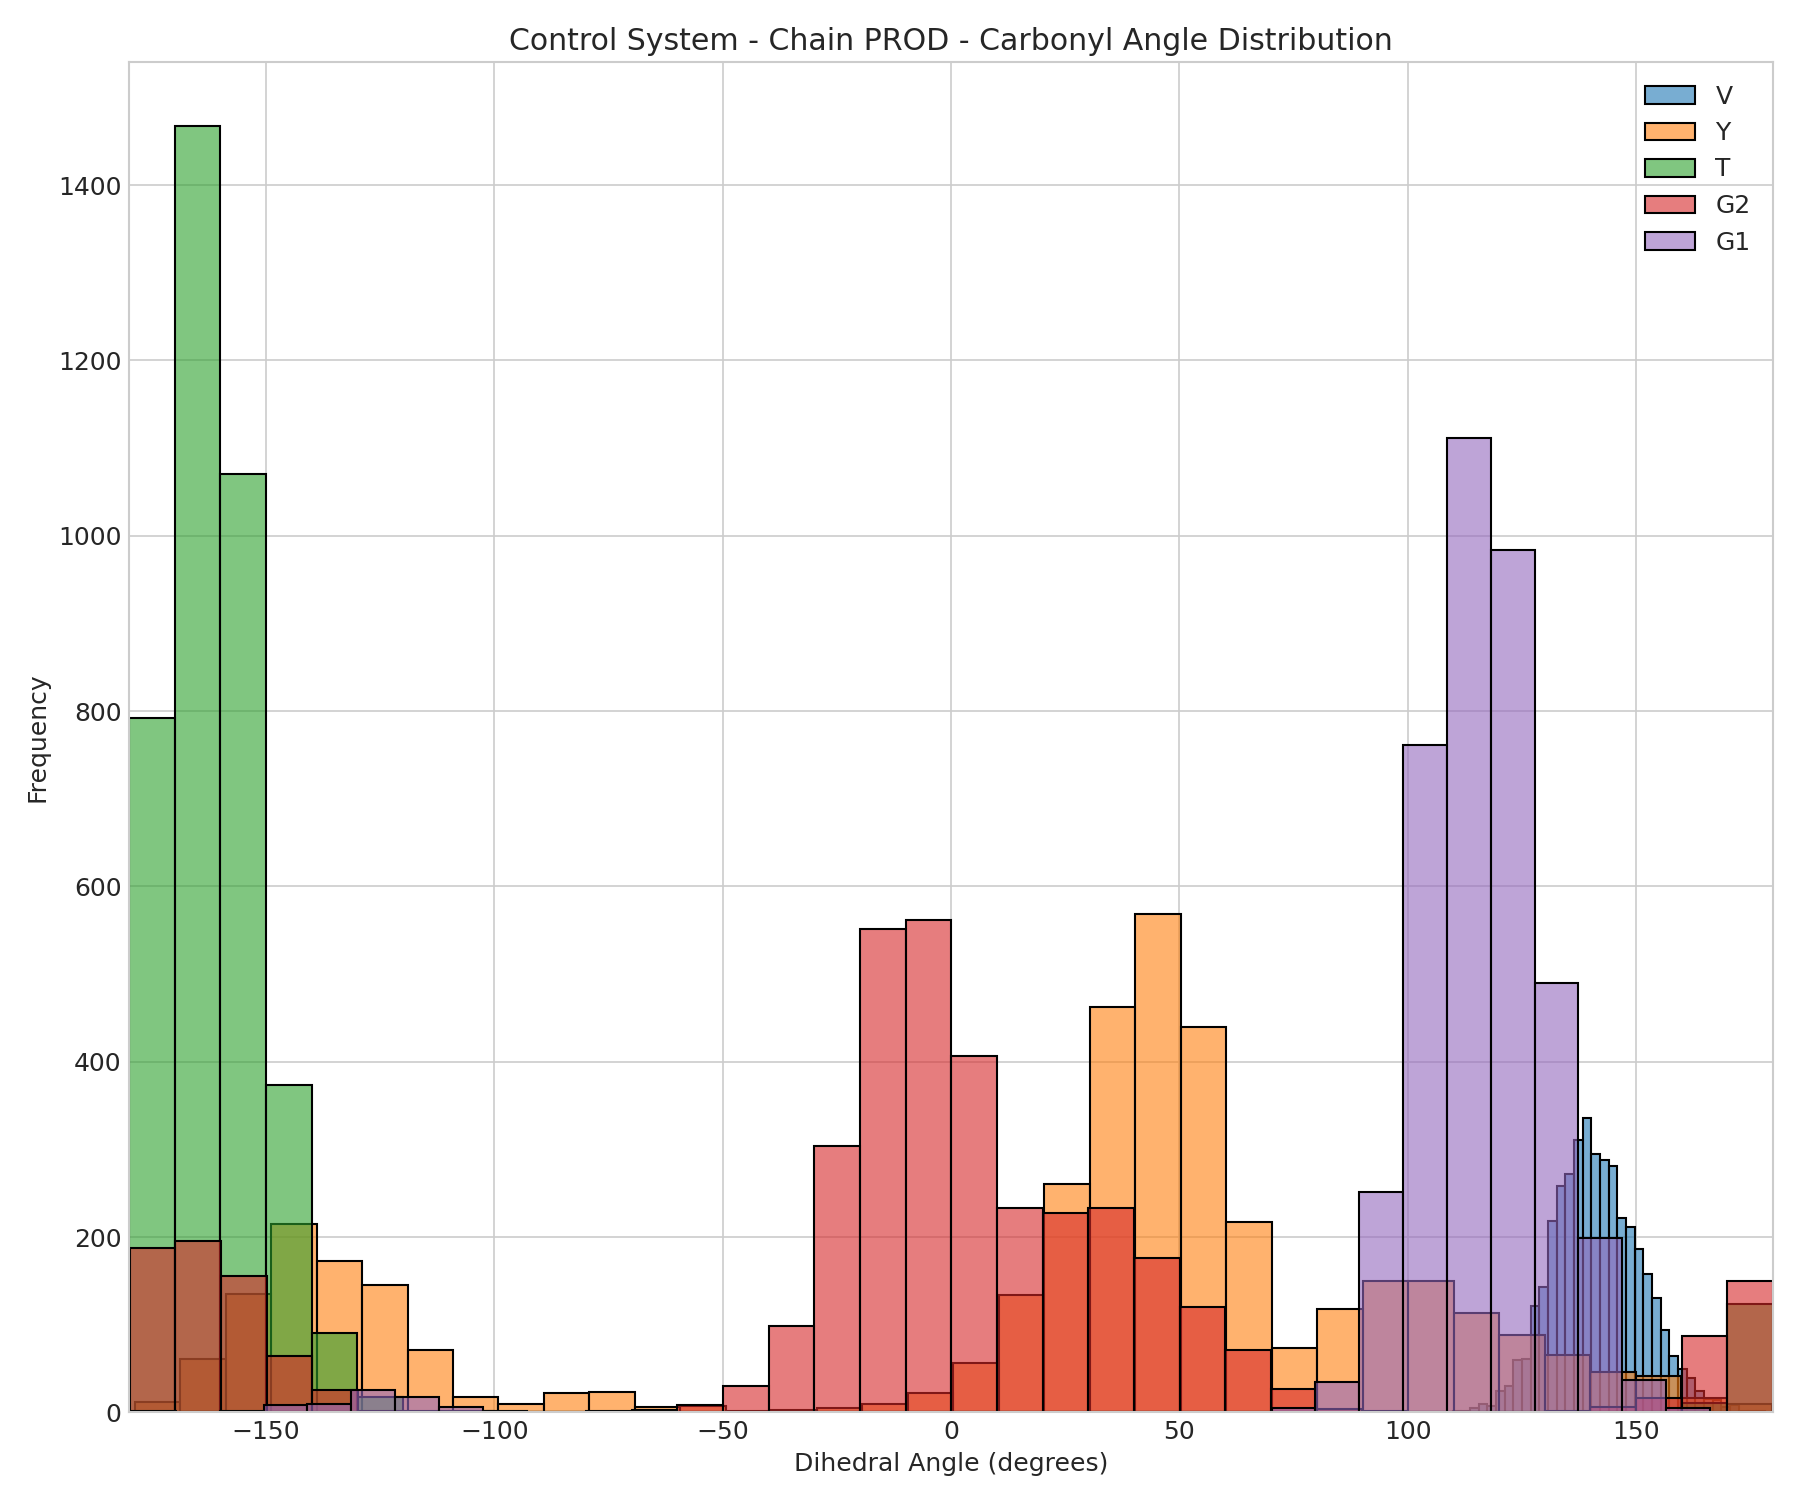 Control System - Chain PROD - Carbonyl Angle Distribution
V
Y
T
G2
G1
1400
1200
1000
800
600
400
200
0
Frequency
−150
−100
−50
0
50
100
150
Dihedral Angle (degrees)